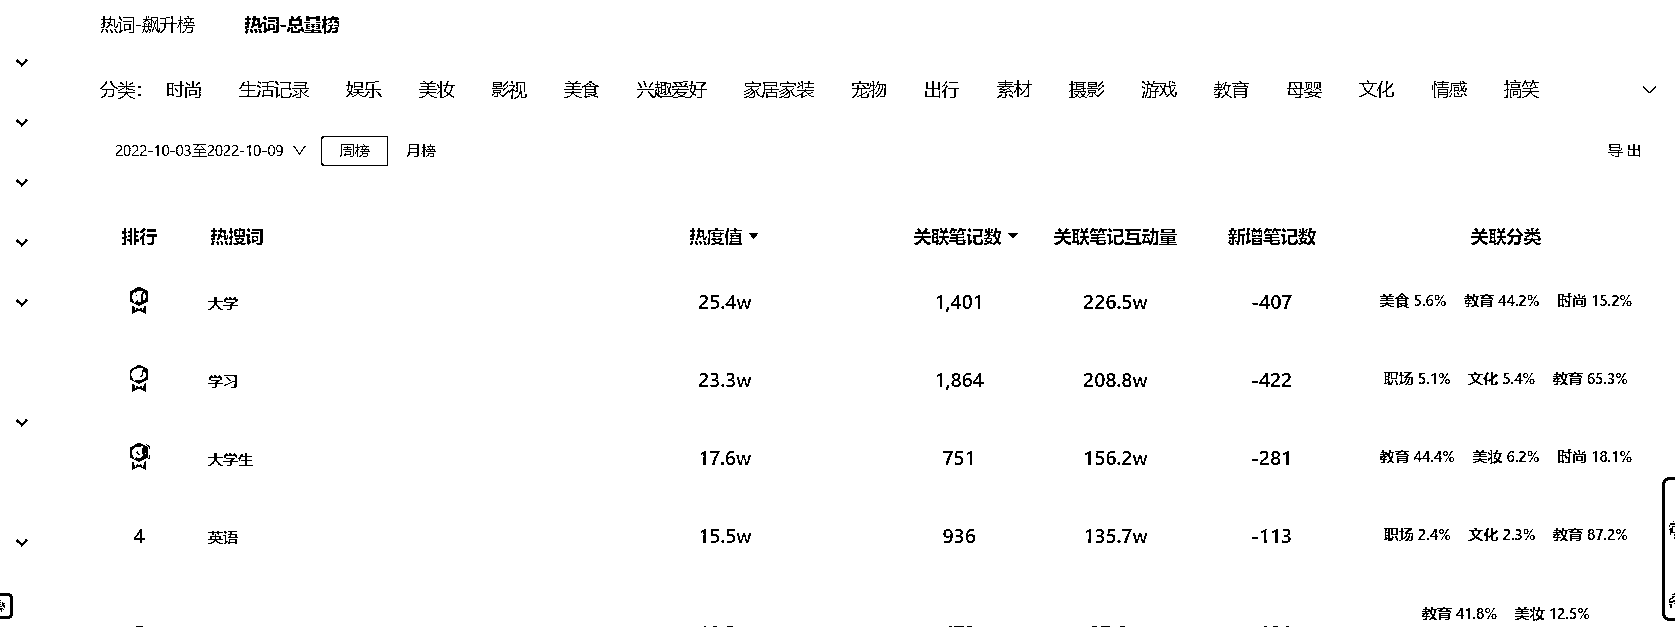 热词-飙升榜 热词-总量榜
分类： 时尚 生活记录 娱乐 美妆 影视 美食 兴趣爱好 家居家装 宠物 出行 素材 摄影 游戏 教育 母婴 文化 情感 搞笑
2022-10-03至2022-10-09 周榜 月榜 导出
排行 热搜词 热度值 关联笔记数 关联笔记互动量 新增笔记数 关联分类
大学 25.4w 1,401 226.5w -407 美食 5.6% 教育 44.2% 时尚 15.2%
学习 23.3w 1,864 208.8w -422 职场 5.1% 文化 5.4% 教育 65.3%
大学生 17.6w 751 156.2w -281 教育 44.4% 美妆 6.2% 时尚 18.1%
4 英语 15.5w 936 135.7w -113 职场 2.4% 文化 2.3% 教育 87.2%
教育 41.8% 美妆 12.5%